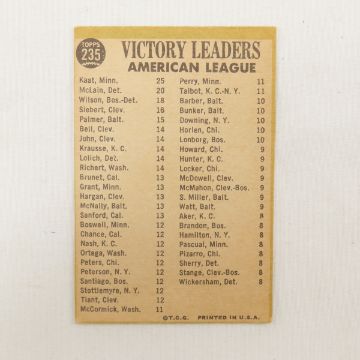 TOPPS
235
VICTORY LEADERS
AMERICAN LEAGUE
Kaat, Minn. 25
McLain, Det. 20
Wilson, Bos.-Det. 18
Siebert, Clev. 16
Palmer, Balt. 15
Bell, Clev. 14
John, Chi. 14
Krausse, K. C. 14
Lolich, Det. 14
Richert, Wash. 14
Brunet, Cal. 13
Grant, Minn. 13
Hargan, Clev. 13
McNally, Balt. 13
Sanford, Cal. 13
Boswell, Minn. 12
Chance, Cal. 12
Nash, K. C. 12
Ortega, Wash. 12
Peters, Chi. 12
Peterson, N. Y. 12
Santiago, Bos. 12
Stottlemyre, N. Y. 12
Tiant, Clev. 12
McCormick, Wash. 11
Perry, Minn. 11
Talbot, K. C.-N. Y. 11
Barber, Balt. 10
Bunker, Balt. 10
Downing, N. Y. 10
Horlen, Chi. 10
Lonborg, Bos. 10
Howard, Chi. 9
Hunter, K. C. 9
Locker, Chi. 9
McDowell, Clev. 9
McMahon, Clev.-Bos. 9
S. Miller, Balt. 9
Watt, Balt. 9
Aker, K. C. 8
Brandon, Bos. 8
Hamilton, N. Y. 8
Pascual, Minn. 8
Pizarro, Chi. 8
Sherry, Det. 8
Stange, Clev.-Bos. 8
Wickersham, Det. 8
©T.C.G. PRINTED IN U.S.A.